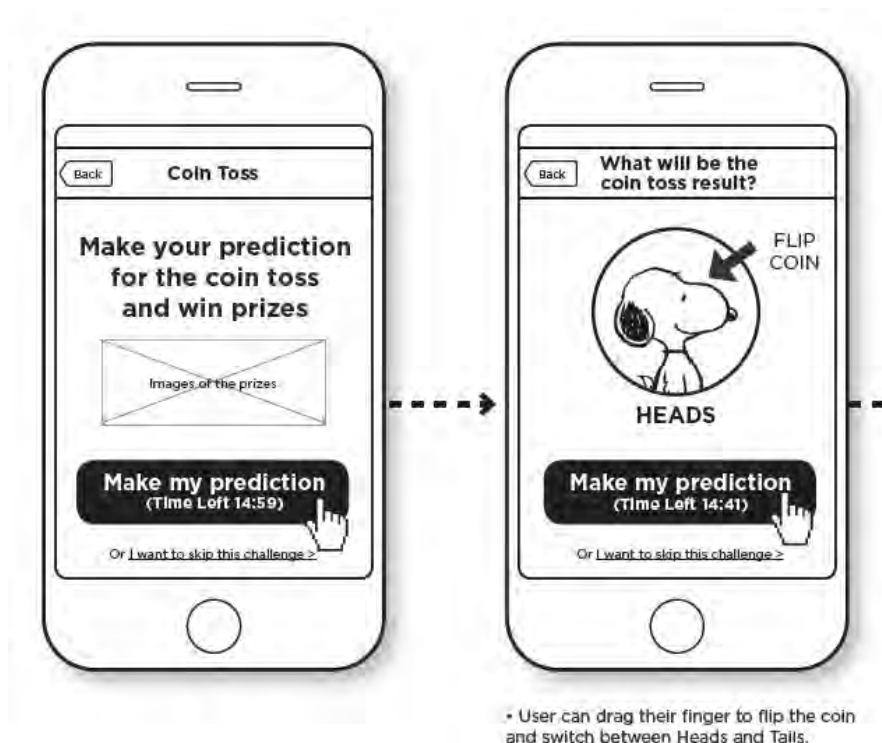 Back
Coin Toss
Make your prediction
for the coin toss
and win prizes
Images of the prizes
Make my prediction
(Time Left 14:59)
Or I want to skip this challenge >
Back
What will be the
coin toss result?
FLIP
COIN
HEADS
Make my prediction
(Time Left 14:41)
Or I want to skip this challenge >
• User can drag their finger to flip the coin
and switch between Heads and Tails.